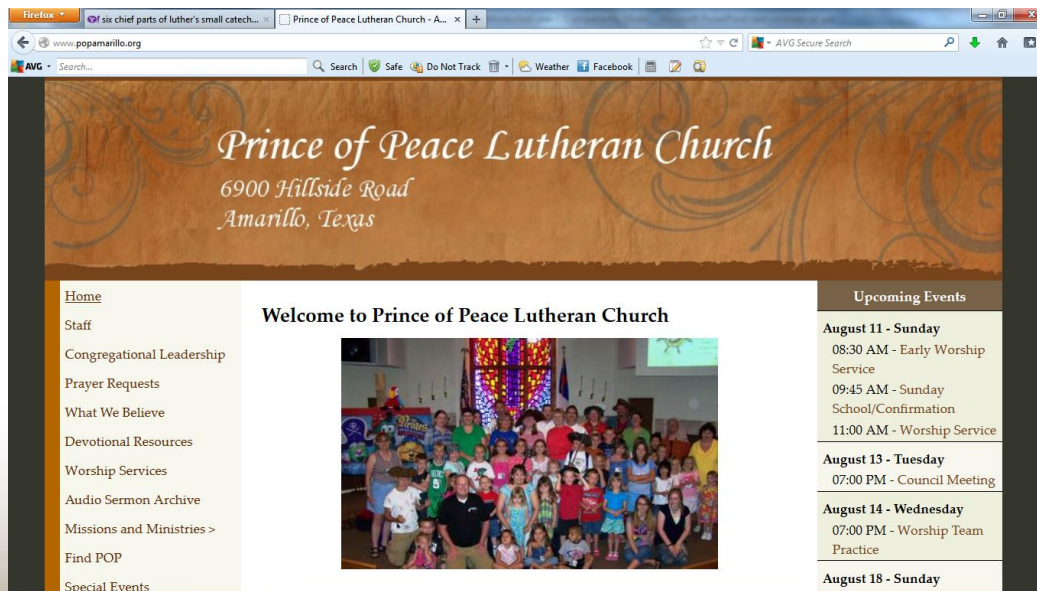 Firefox
six chief parts of luther's small catech...
Prince of Peace Lutheran Church - A...
www.popamarillo.org
AVG Secure Search
AVG
Search...
Search
Safe
Do Not Track
Weather
Facebook
Prince of Peace Lutheran Church
6900 Hillside Road
Amarillo, Texas
Home
Staff
Congregational Leadership
Prayer Requests
What We Believe
Devotional Resources
Worship Services
Audio Sermon Archive
Missions and Ministries >
Find POP
Special Events
Welcome to Prince of Peace Lutheran Church
Pirates
Upcoming Events
August 11 - Sunday
08:30 AM - Early Worship
Service
09:45 AM - Sunday
School/Confirmation
11:00 AM - Worship Service
August 13 - Tuesday
07:00 PM - Council Meeting
August 14 - Wednesday
07:00 PM - Worship Team
Practice
August 18 - Sunday